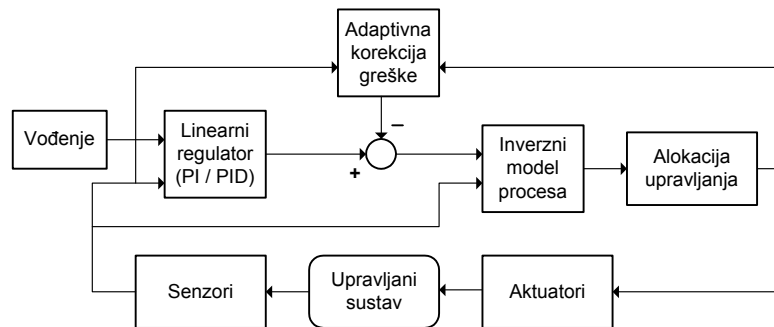 Adaptivna
korekcija
greške
Vođenje
Linearni
regulator
(PI / PID)
–
+
Inverzni
model
procesa
Alokacija
upravljanja
Senzori
Upravljani
sustav
Aktuatori